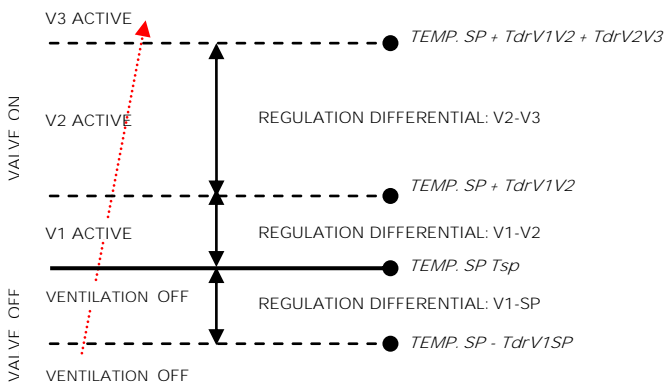 V3 ACTIVE
TEMP. SP + TdrV1V2 + TdrV2V3
VALVE ON
V2 ACTIVE
REGULATION DIFFERENTIAL: V2-V3
TEMP. SP + TdrV1V2
V1 ACTIVE
REGULATION DIFFERENTIAL: V1-V2
TEMP. SP Tsp
VENTILATION OFF
REGULATION DIFFERENTIAL: V1-SP
VALVE OFF
TEMP. SP - TdrV1SP
VENTILATION OFF